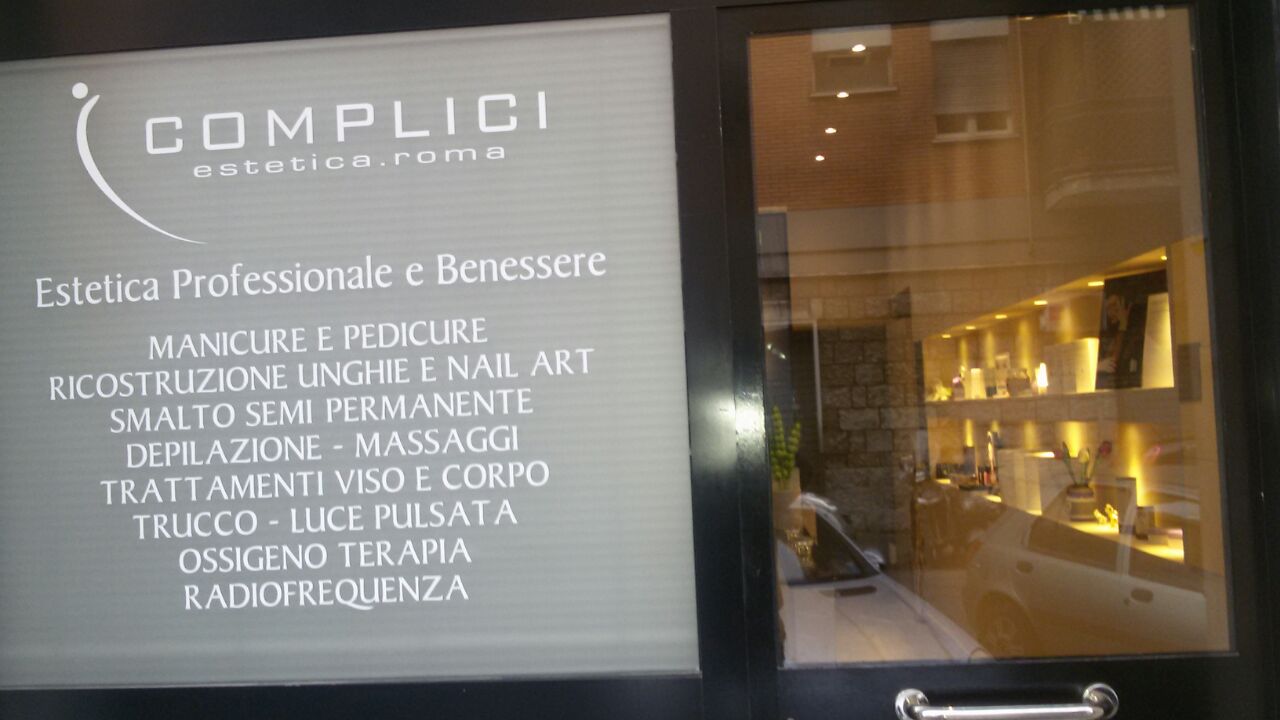 COMPLICI
estetica.roma
Estetica Professionale e Benessere
MANICURE E PEDICURE
RICOSTRUZIONE UNGHIE E NAIL ART
SMALTO SEMI PERMANENTE
DEPILAZIONE - MASSAGGI
TRATTAMENTI VISO E CORPO
TRUCCO - LUCE PULSATA
OSSIGENO TERAPIA
RADIOFREQUENZA